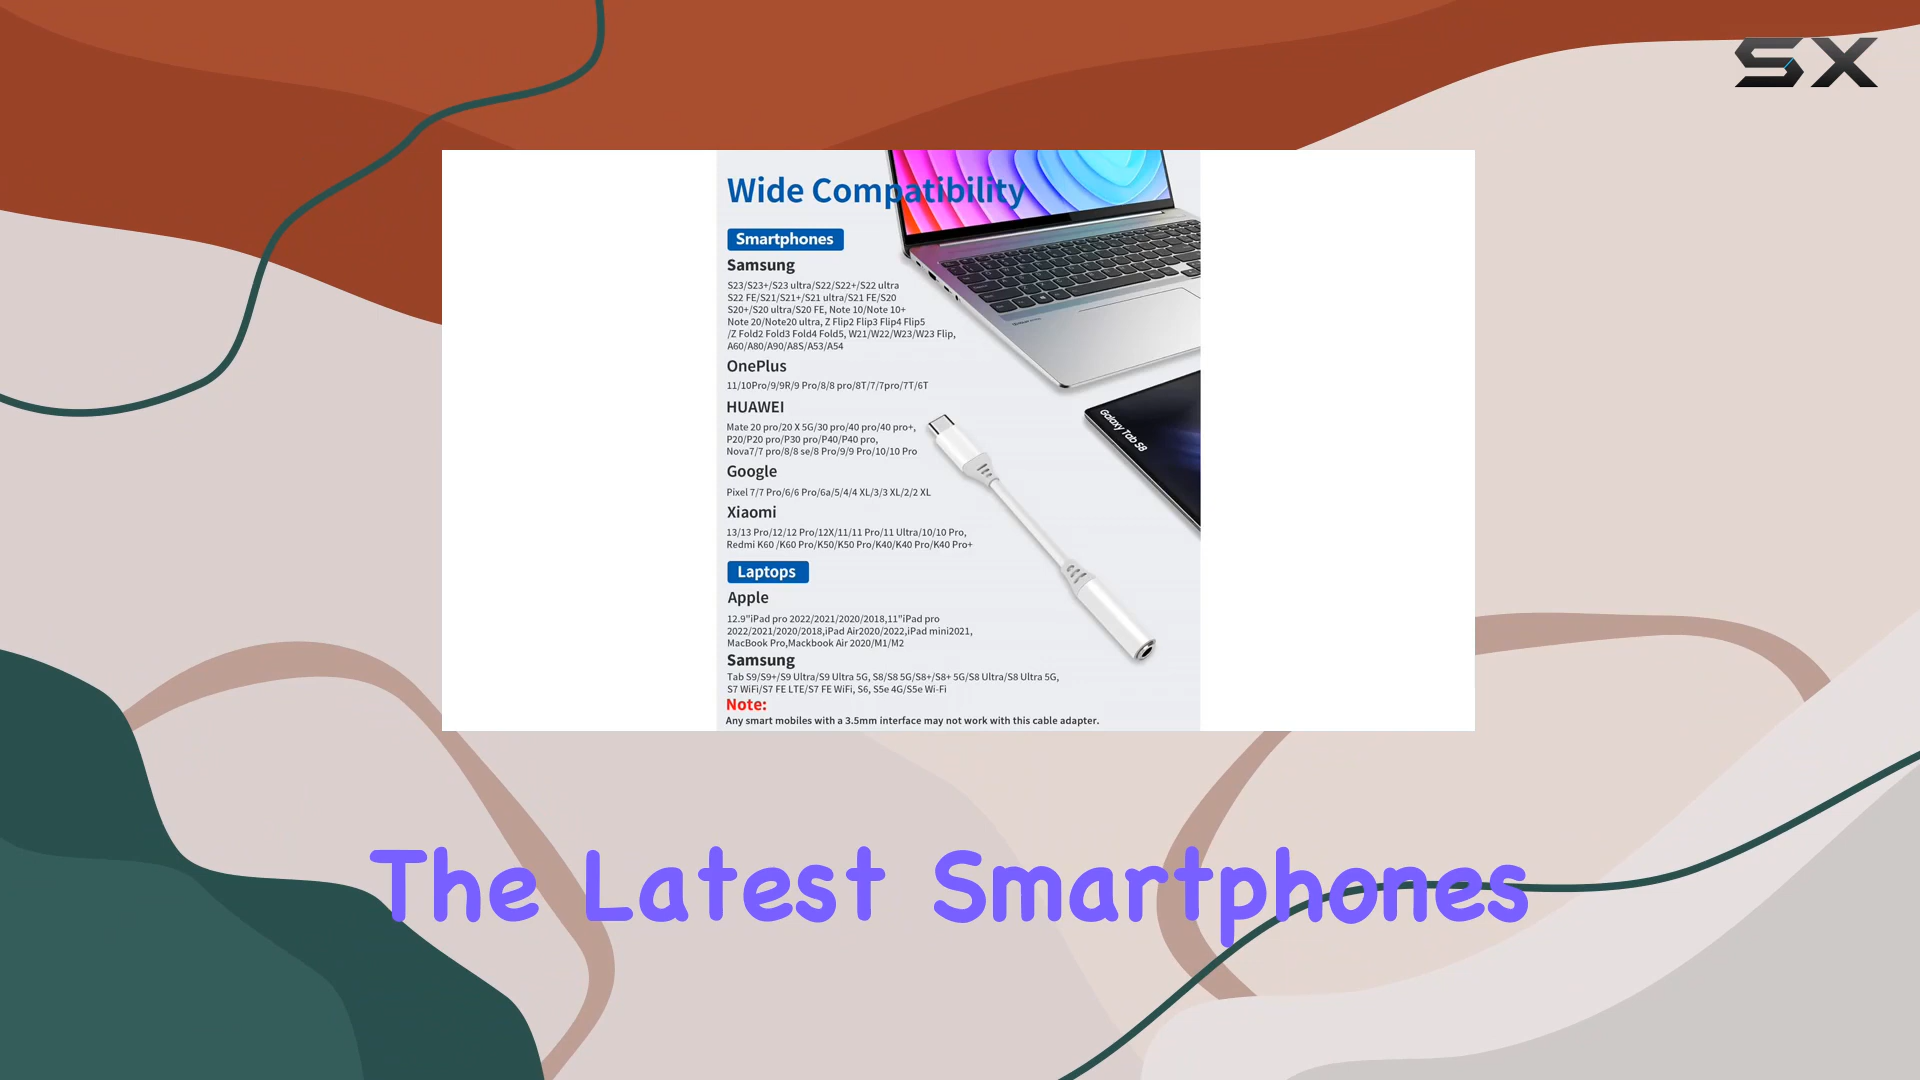 SX
Wide Compatibility
Smartphones
Samsung
S23/S23+/S23 ultra/S22/S22+/S22 ultra
S22 FE/S21/S21+/S21 ultra/S21 FE/S20
S20+/S20 ultra/S20 FE, Note 10/Note 10+
Note 20/Note20 ultra, Z Flip2 Flip3 Flip4 Flip5
/Z Fold2 Fold3 Fold4 Fold5, W21/W22/W23/W23 Flip,
A60/A80/A90/A8S/A53/A54
OnePlus
11/10Pro/9/9R/9 Pro/8/8 pro/8T/7/7pro/7T/6T
HUAWEI
Mate 20 pro/20 X 5G/30 pro/40 pro/40 pro+,
P20/P20 pro/P30 pro/P40/P40 pro,
Nova7/7 pro/8/8 se/8 Pro/9/9 Pro/10/10 Pro
Galaxy Tab S8
Google
Pixel 7/7 Pro/6/6 Pro/6a/5/4/4 XL/3/3 XL/2/2 XL
Xiaomi
13/13 Pro/12/12 Pro/12X/11/11 Pro/11 Ultra/10/10 Pro,
Redmi K60 /K60 Pro/K50/K50 Pro/K40/K40 Pro/K40 Pro+
Laptops
Apple
12.9"iPad pro 2022/2021/2020/2018,11"iPad pro
2022/2021/2020/2018,iPad Air2020/2022,iPad mini2021,
MacBook Pro,Mackbook Air 2020/M1/M2
Samsung
Tab S9/S9+/S9 Ultra/S9 Ultra 5G, S8/S8 5G/S8+/S8+ 5G/S8 Ultra/S8 Ultra 5G,
S7 WiFi/S7 FE LTE/S7 FE WiFi, S6, S5e 4G/S5e Wi-Fi
Note:
Any smart mobiles with a 3.5mm interface may not work with this cable adapter.
The Latest Smartphones